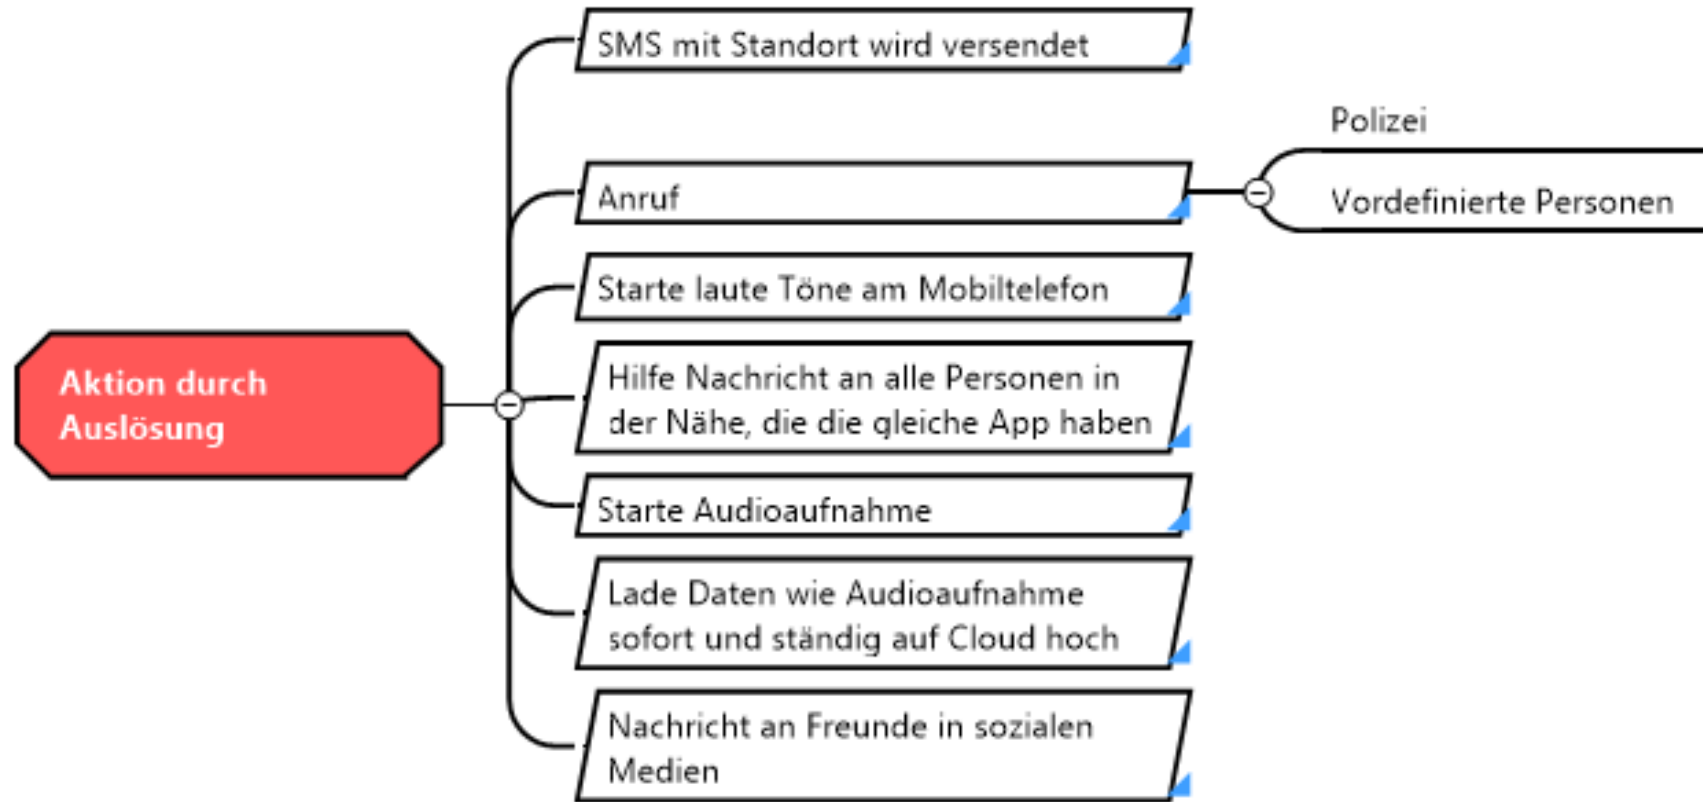 SMS mit Standort wird versendet
Polizei
Anruf
Vordefinierte Personen
Starte laute Töne am Mobiltelefon
Aktion durch
Auslösung
Hilfe Nachricht an alle Personen in
der Nähe, die die gleiche App haben
Starte Audioaufnahme
Lade Daten wie Audioaufnahme
sofort und ständig auf Cloud hoch
Nachricht an Freunde in sozialen
Medien